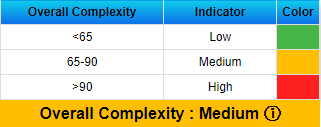 Overall Complexity Indicator Color
<65 Low
65-90 Medium
>90 High
Overall Complexity : Medium ⓘ